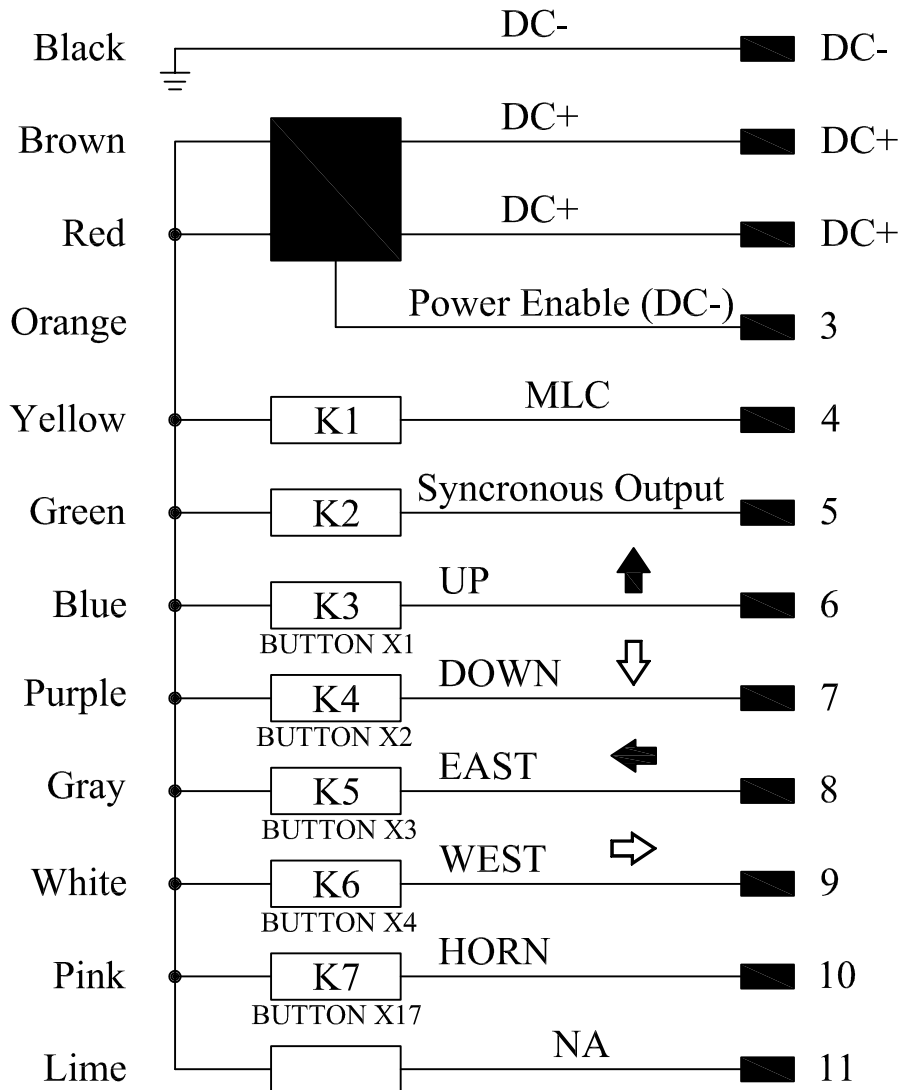 Black DC- DC-
Brown DC+ DC+
Red DC+ DC+
Orange Power Enable (DC-) 3
Yellow K1 MLC 4
Green K2 Syncronous Output 5
Blue K3 UP 6
BUTTON X1
Purple K4 DOWN 7
BUTTON X2
Gray K5 EAST 8
BUTTON X3
White K6 WEST 9
BUTTON X4
Pink K7 HORN 10
BUTTON X17
Lime NA 11